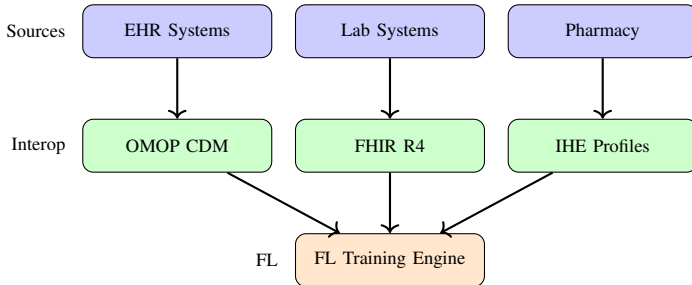 Sources EHR Systems Lab Systems Pharmacy
Interop OMOP CDM FHIR R4 IHE Profiles
FL FL Training Engine